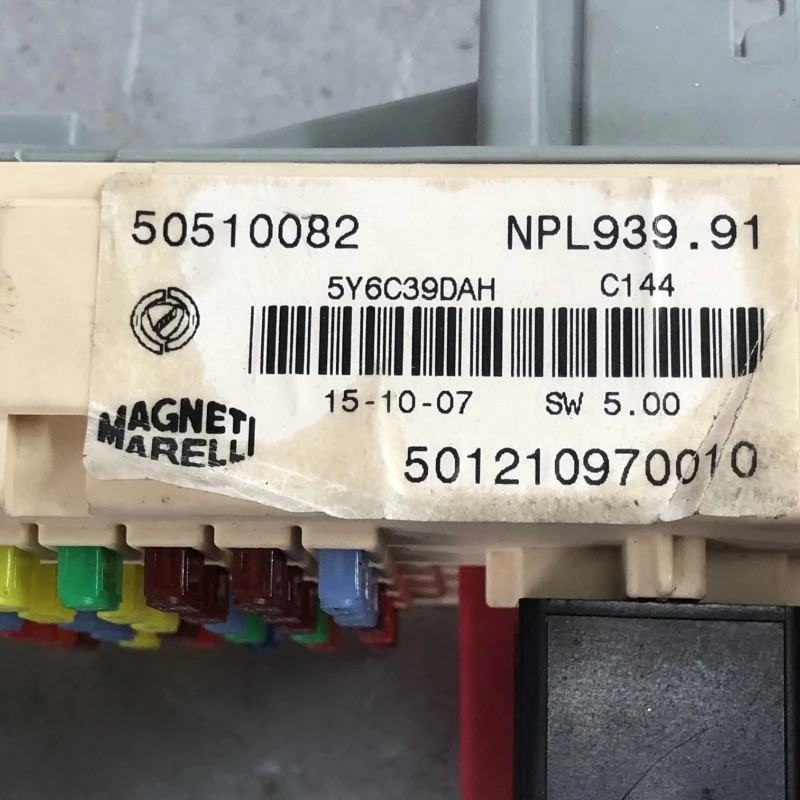 50510082 NPL939.91
5Y6C39DAH C144
15-10-07 SW 5.00
MAGNETI
MARELLI
501210970010